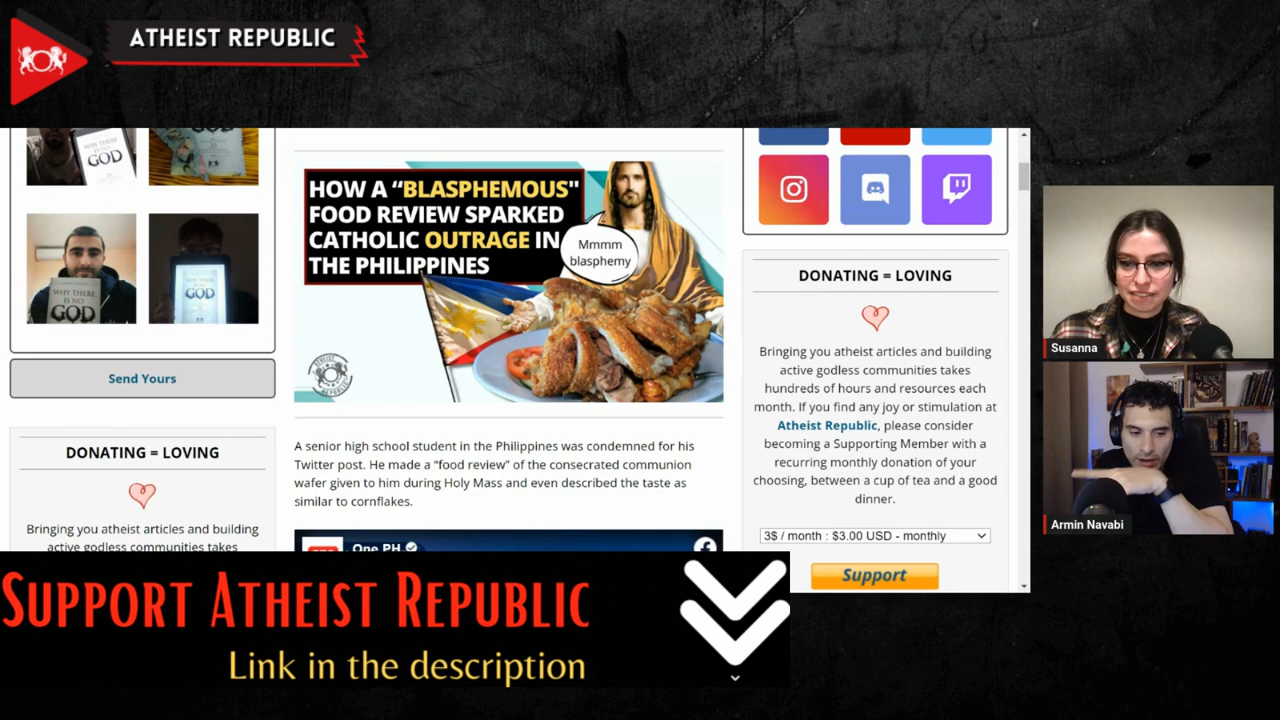 ATHEIST REPUBLIC
GOD
WHY THERE
GOD
WHY THERE
IS NO
GOD
GOD
Send Yours
DONATING = LOVING
Bringing you atheist articles and building
active godless communities takes
HOW A “BLASPHEMOUS"
FOOD REVIEW SPARKED
CATHOLIC OUTRAGE IN
THE PHILIPPINES
Mmmm
blasphemy
A senior high school student in the Philippines was condemned for his
Twitter post. He made a “food review” of the consecrated communion
wafer given to him during Holy Mass and even described the taste as
similar to cornflakes.
One PH
DONATING = LOVING
Bringing you atheist articles and building
active godless communities takes
hundreds of hours and resources each
month. If you find any joy or stimulation at
Atheist Republic, please consider
becoming a Supporting Member with a
recurring monthly donation of your
choosing, between a cup of tea and a good
dinner.
3$ / month : $3.00 USD - monthly
Support
Susanna
Armin Navabi
SUPPORT ATHEIST REPUBLIC
Link in the description